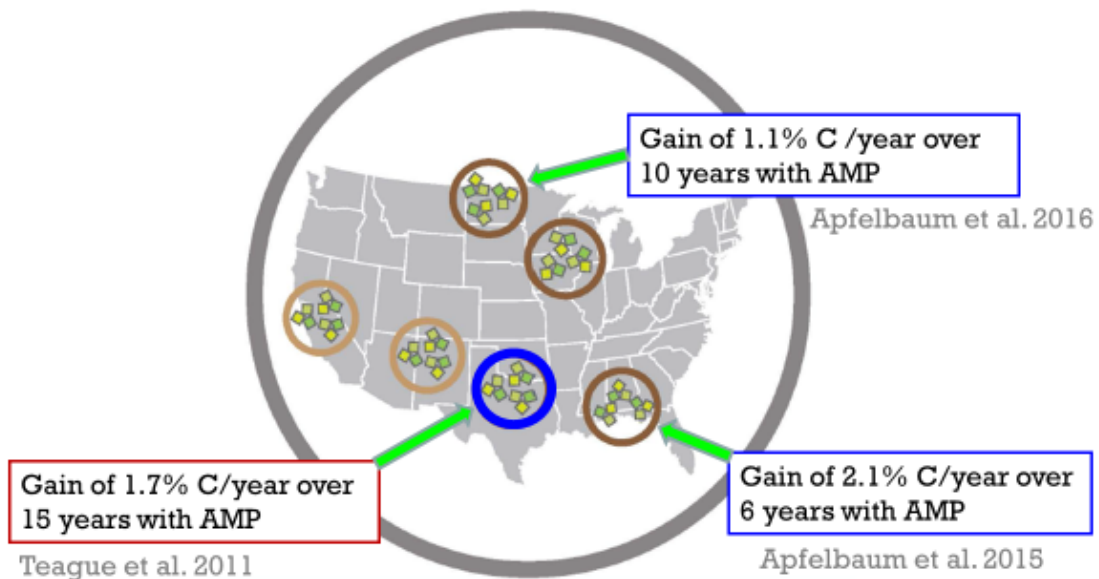 Gain of 1.1% C /year over
10 years with AMP
Apfelbaum et al. 2016
Gain of 1.7% C/year over
15 years with AMP
Teague et al. 2011
Gain of 2.1% C/year over
6 years with AMP
Apfelbaum et al. 2015